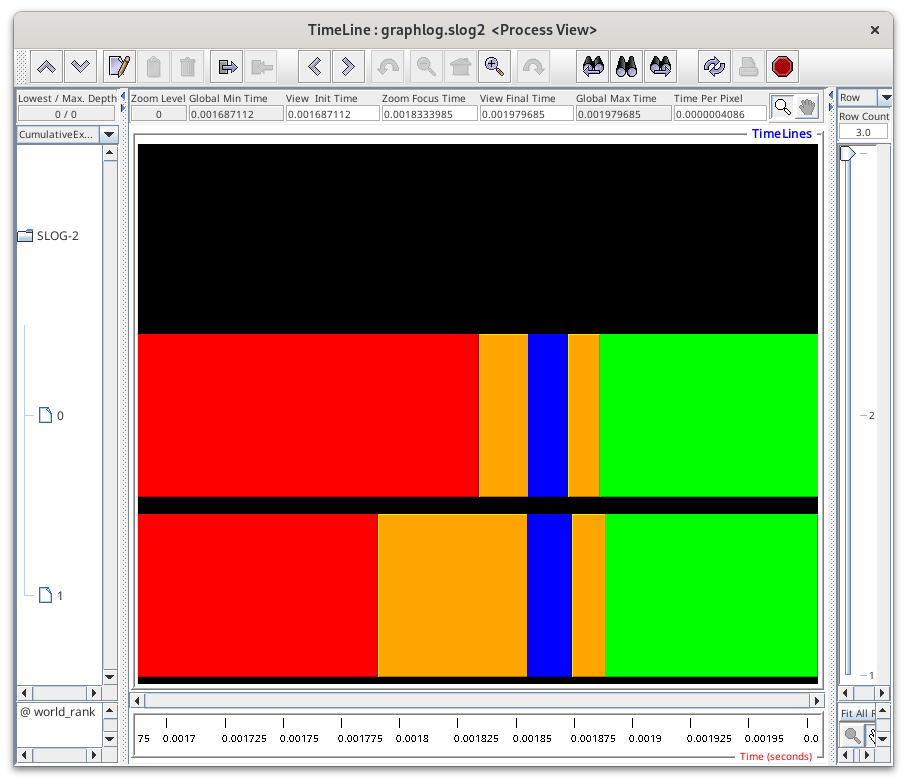 TimeLine : graphlog.slog2 <Process View>
Lowest / Max. Depth
0 / 0
CumulativeEx...
Zoom Level
0
Global Min Time
0.001687112
View Init Time
0.001687112
Zoom Focus Time
0.0018333985
View Final Time
0.001979685
Global Max Time
0.001979685
Time Per Pixel
0.0000004086
Row
Row Count
3.0
TimeLines
SLOG-2
0
1
2
1
@ world_rank
Fit All R
75 0.0017 0.001725 0.00175 0.001775 0.0018 0.001825 0.00185 0.001875 0.0019 0.001925 0.00195 0.0
Time (seconds)